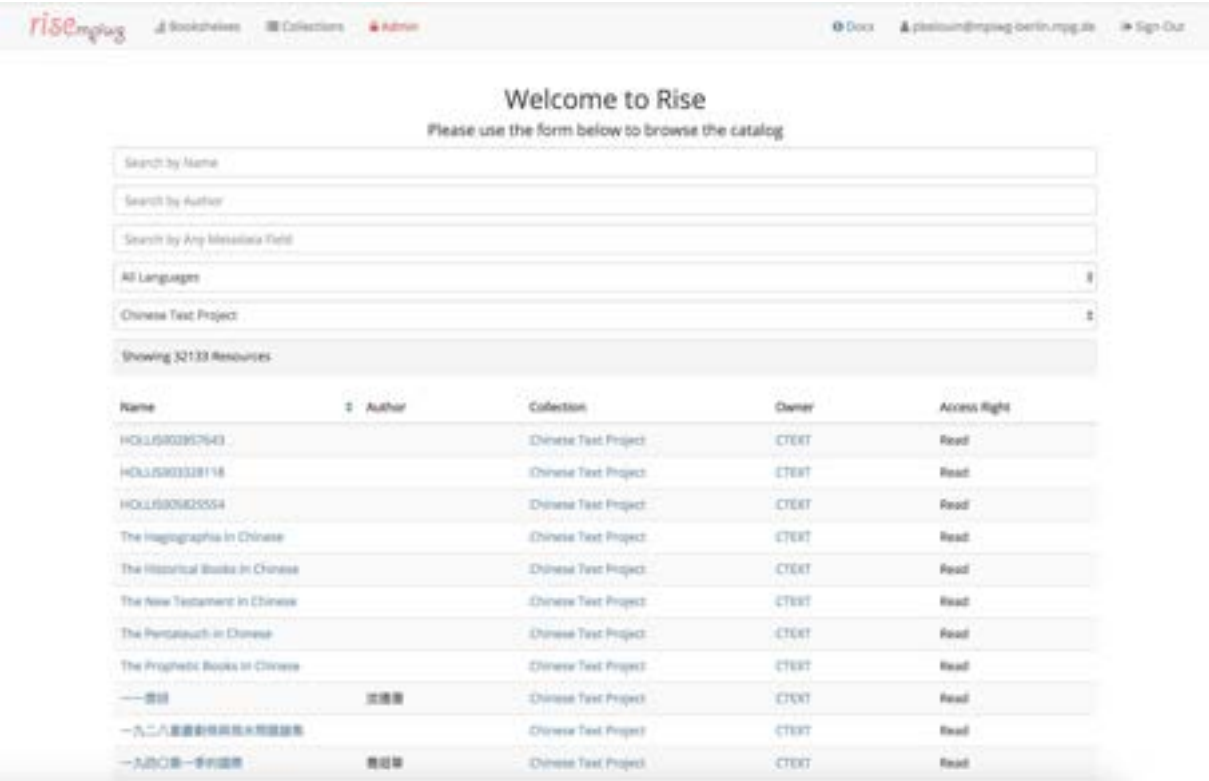 rise mpiwg Bookshelves Collections Admin Docs Sign Out
Welcome to Rise
Please use the form below to browse the catalog
Search by Name
Search by Author
Search by Any Metadata Field
All Languages
Chinese Text Project
Showing 32133 Resources
Name Author Collection Owner Access Right
HOLLIS002857643 Chinese Text Project CTEXT Read
HOLLIS003328118 Chinese Text Project CTEXT Read
HOLLIS005825554 Chinese Text Project CTEXT Read
The Hagiographia in Chinese Chinese Text Project CTEXT Read
The Historical Books in Chinese Chinese Text Project CTEXT Read
The New Testament in Chinese Chinese Text Project CTEXT Read
The Pentateuch in Chinese Chinese Text Project CTEXT Read
The Prophetic Books in Chinese Chinese Text Project CTEXT Read
Chinese Text Project CTEXT Read
Chinese Text Project CTEXT Read
Chinese Text Project CTEXT Read